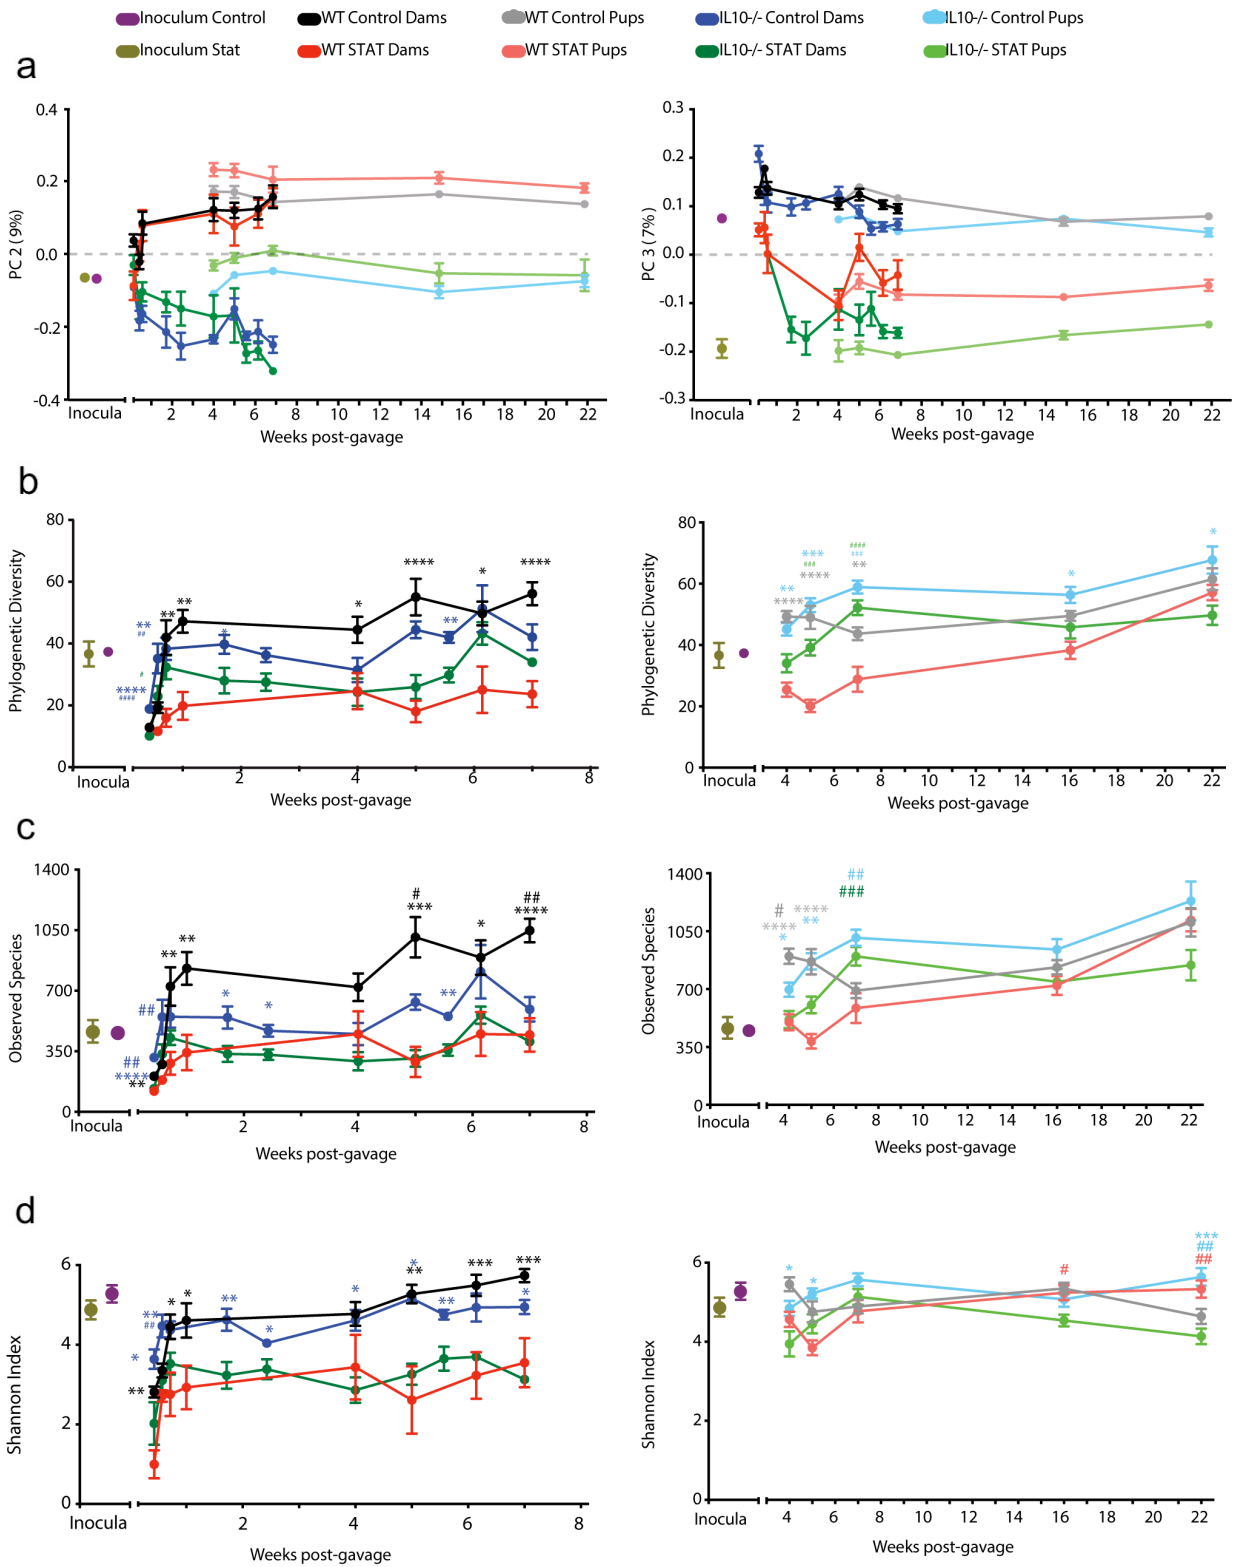 Inoculum Control WT Control Dams WT Control Pups IL10-/- Control Dams IL10-/- Control Pups
Inoculum Stat WT STAT Dams WT STAT Pups IL10-/- STAT Dams IL10-/- STAT Pups
a
PC 2 ( 9%)
0.4
0.2
0.0
-0.2
-0.4
Inocula 2 4 6 8 10 12 14 16 18 20 22
Weeks post-gavage
PC 3 ( 7%)
0.3
0.2
0.1
0.0
-0.1
-0.2
-0.3
Inocula 2 4 6 8 10 12 14 16 18 20 22
Weeks post-gavage
b
Phylogenetic Diversity
80
60
40
20
0
**** * ****
* ** ** ** * **
##
#
****
####
Inocula 2 4 6 8
Weeks post-gavage
Phylogenetic Diversity
80
60
40
20
0
*** #### *
### ###
**** **
** *
****
Inocula 4 6 8 10 12 14 16 18 20 22
Weeks post-gavage
c
Observed Species
1400
1050
700
350
0
# ##
*** ****
*
** **
** * *
##
##
****
**
Inocula 2 4 6 8
Weeks post-gavage
Observed Species
1400
1050
700
350
0
##
###
# ****
**** **
*
Inocula 4 6 8 10 12 14 16 18 20 22
Weeks post-gavage
d
Shannon Index
6
4
2
0
* *** ***
**
* * ** * * ** *
**
##
*
**
Inocula 2 4 6 8
Weeks post-gavage
Shannon Index
6
4
2
0
***
##
# ##
* *
Inocula 4 6 8 10 12 14 16 18 20 22
Weeks post-gavage